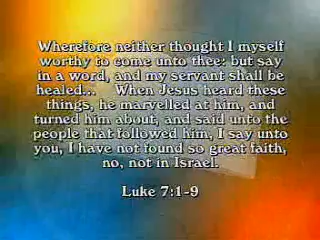 Wherefore neither thought I myself
worthy to come unto thee: but say
in a word, and my servant shall be
healed... When Jesus heard these
things, he marvelled at him, and
turned him about, and said unto the
people that followed him, I say unto
you, I have not found so great faith,
no, not in Israel.
Luke 7:1-9